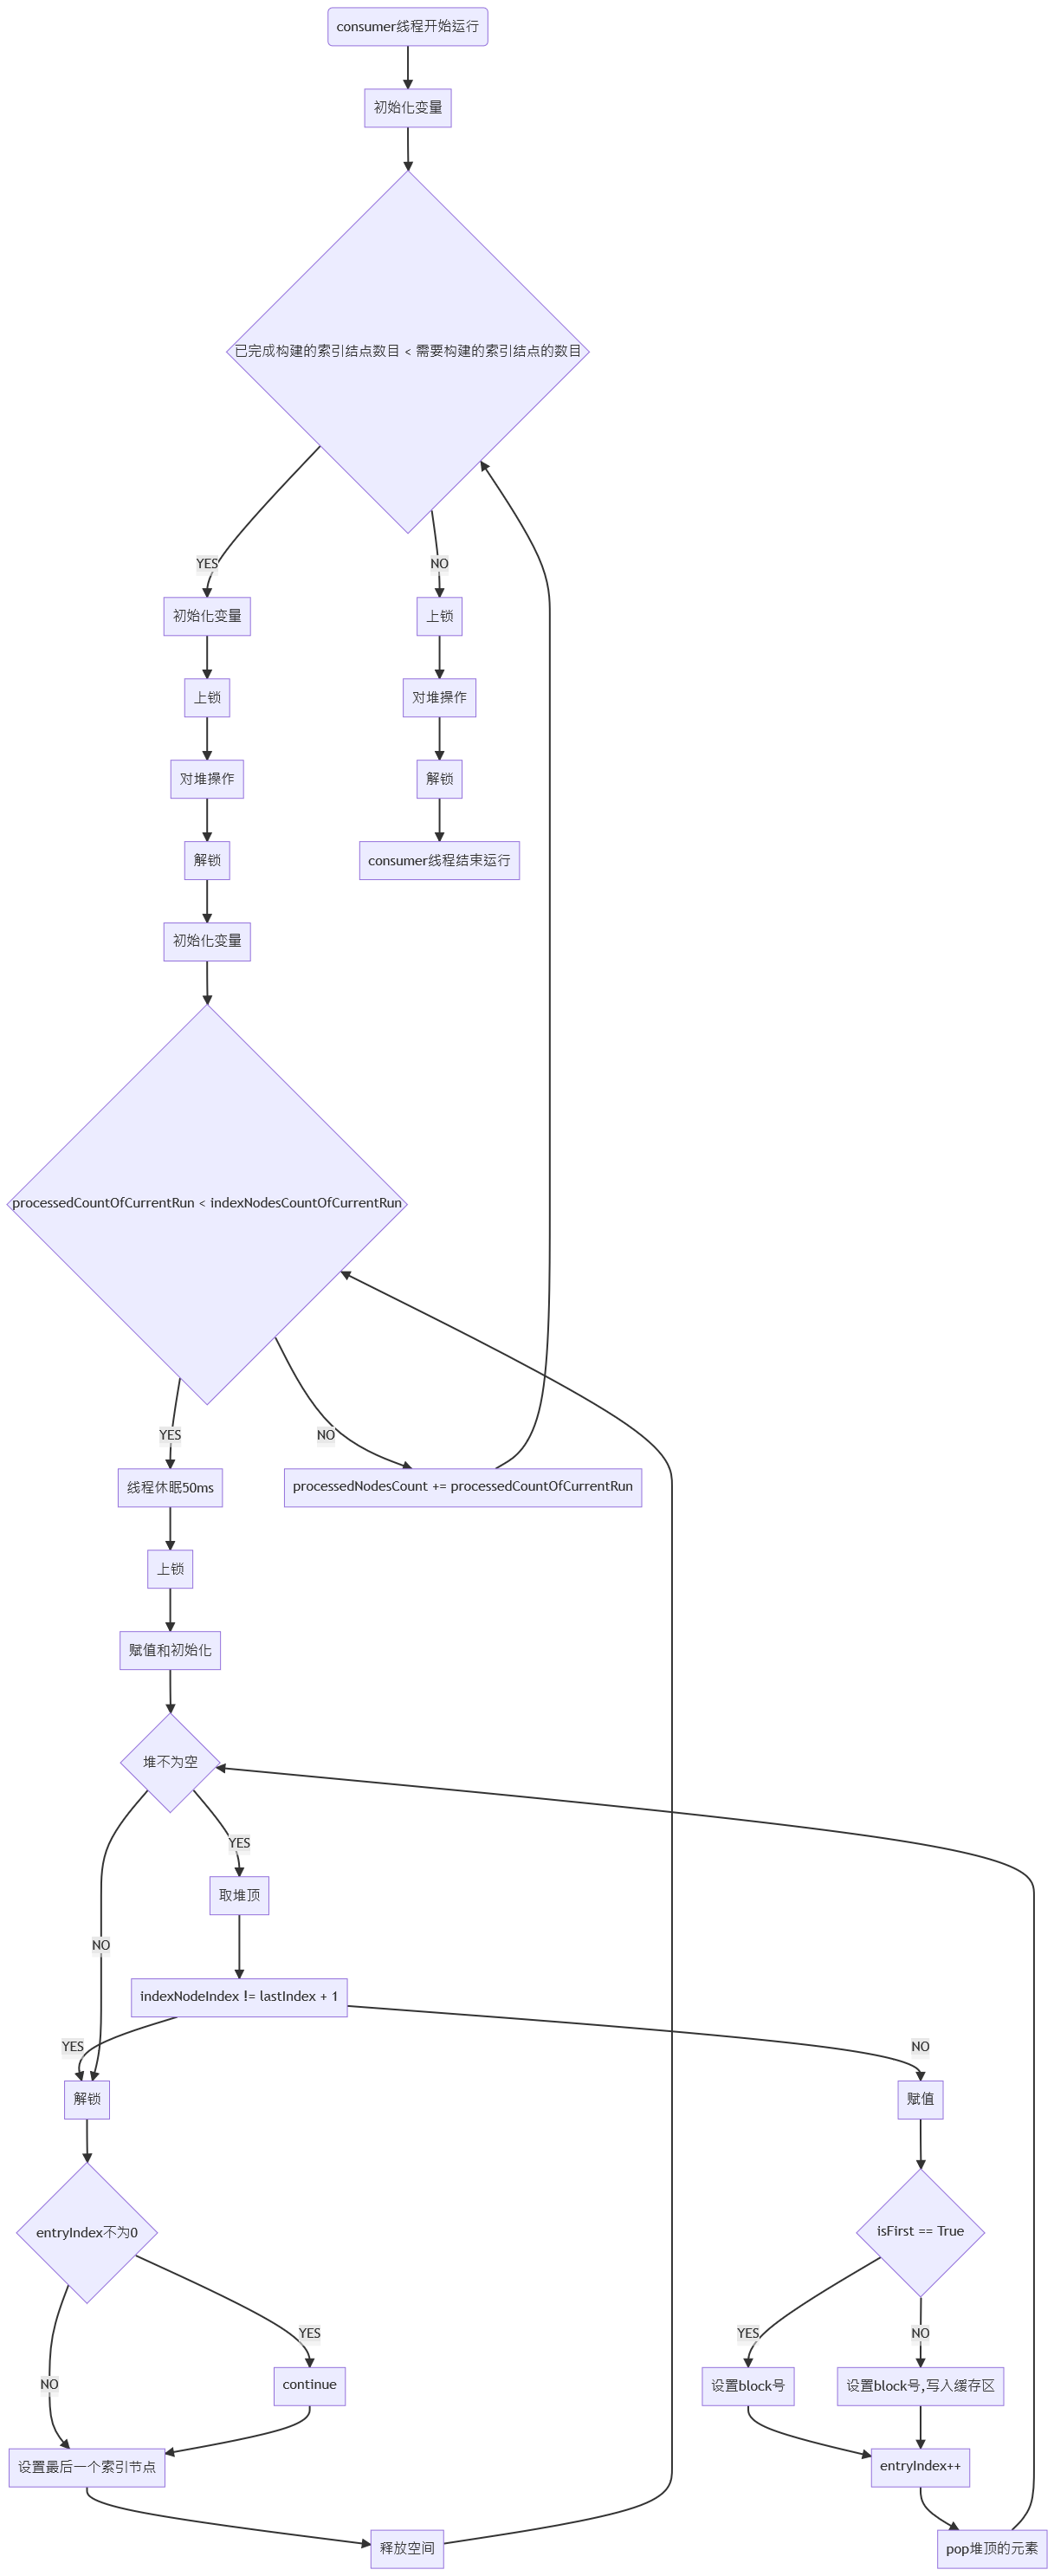 consumer线程开始运行
初始化变量
已完成构建的索引结点数目 < 需要构建的索引结点的数目
YES
NO
初始化变量
上锁
上锁
对堆操作
对堆操作
解锁
解锁
初始化变量
consumer线程结束运行
processedCountOfCurrentRun < indexNodesCountOfCurrentRun
YES
NO
线程休眠50ms
processedNodesCount += processedCountOfCurrentRun
上锁
赋值和初始化
堆不为空
YES
取堆顶
NO
indexNodeIndex != lastIndex + 1
YES
NO
解锁
赋值
entryIndex不为0
isFirst == True
YES
YES
NO
NO
continue
设置block号
设置block号,写入缓存区
设置最后一个索引节点
entryIndex++
释放空间
pop堆顶的元素